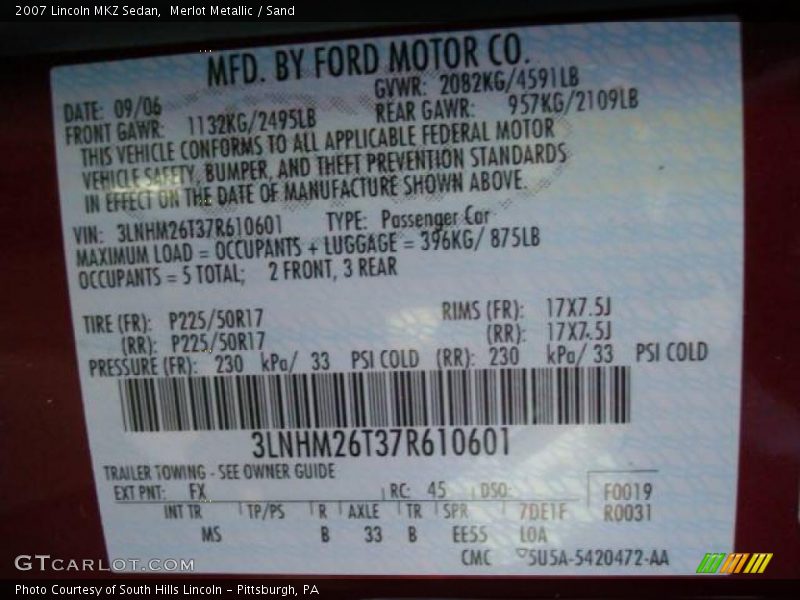 2007 Lincoln MKZ Sedan, Merlot Metallic / Sand
MFD. BY FORD MOTOR CO.
DATE: 09/06 GVWR: 2082KG/4591LB
FRONT GAWR: 1132KG/2495LB REAR GAWR: 957KG/2109LB
THIS VEHICLE CONFORMS TO ALL APPLICABLE FEDERAL MOTOR
VEHICLE SAFETY, BUMPER, AND THEFT PREVENTION STANDARDS
IN EFFECT ON THE DATE OF MANUFACTURE SHOWN ABOVE.
VIN: 3LNHM26T37R610601 TYPE: Passenger Car
MAXIMUM LOAD = OCCUPANTS + LUGGAGE = 396KG/ 875LB
OCCUPANTS = 5 TOTAL; 2 FRONT, 3 REAR
TIRE (FR): P225/50R17 RIMS (FR): 17X7.5J
(RR): P225/50R17 (RR): 17X7.5J
PRESSURE (FR): 230 kPa/ 33 PSI COLD (RR): 230 kPa/ 33 PSI COLD
3LNHM26T37R610601
TRAILER TOWING - SEE OWNER GUIDE
EXT PNT: FX RC: 45 DSO: F0019
INT TR TP/PS R AXLE TR SPR 7DE1F R0031
MS B 33 B EE55 LOA
CMC 5U5A-5420472-AA
GTcarlot.com
Photo Courtesy of South Hills Lincoln - Pittsburgh, PA